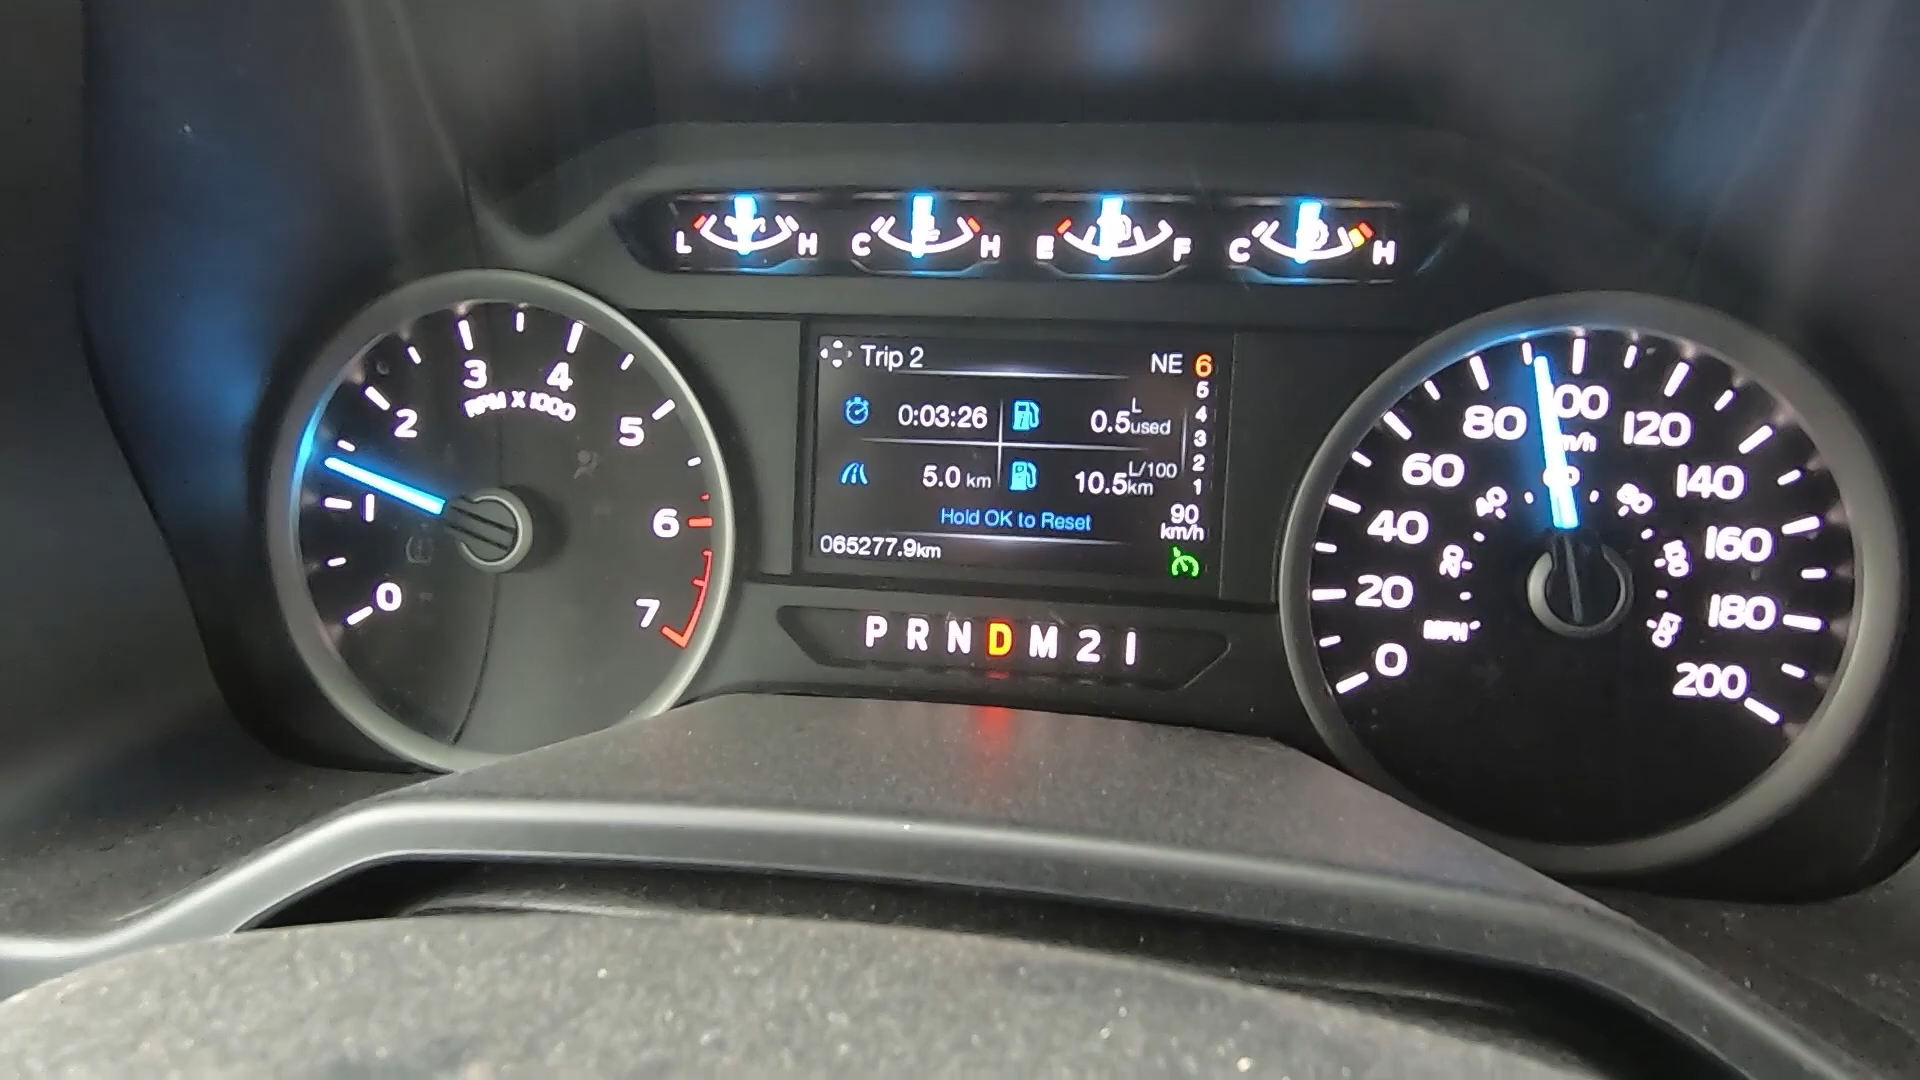 L H C H E F C H
Trip 2 NE 6
5
4
3
2
1
0:03:26 0.5 L used
5.0 km 10.5 L/100 km
Hold OK to Reset
90 km/h
065277.9km
P R N D M 2 1
0 1 2 3 4 5 6 7
RPM X 1000
0 20 40 60 80 100 120 140 160 180 200
km/h
MPH